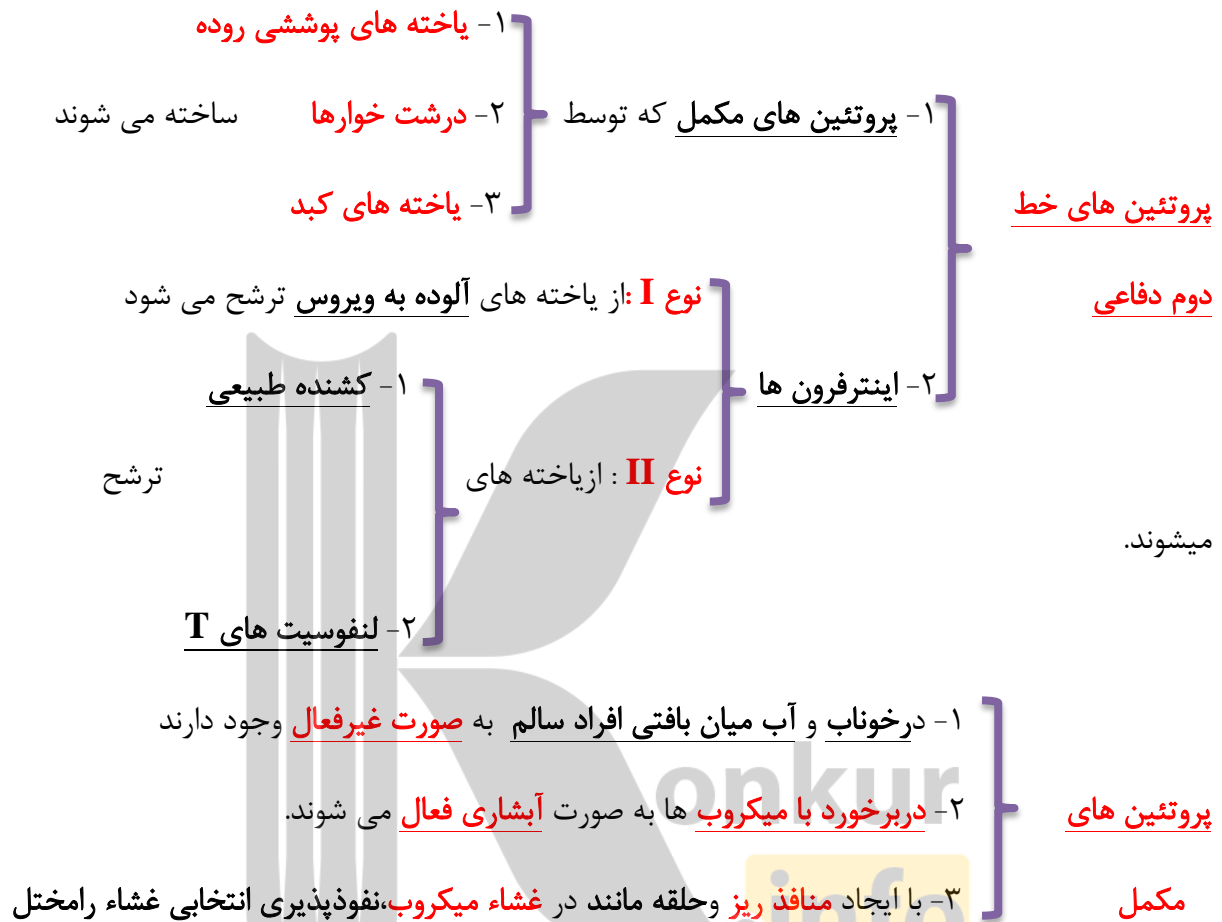 ۱- یاخته های پوششی روده
۱- پروتئین های مکمل که توسط ۲- درشت خوارها ساخته می شوند
پروتئین های خط ۳- یاخته های کبد
دوم دفاعی نوع I :از یاخته های آلوده به ویروس ترشح می شود
۲- اینترفرون ها ۱- کشنده طبیعی
نوع II : ازیاخته های ترشح
میشوند.
۲- لنفوسیت های T
۱- درخوناب و آب میان بافتی افراد سالم به صورت غیرفعال وجود دارند
پروتئین های ۲- دربرخورد با میکروب ها به صورت آبشاری فعال می شوند.
مکمل ۳- با ایجاد منافذ ریز وحلقه مانند در غشاء میکروب،نفوذپذیری انتخابی غشاء رامختل
onkur
info